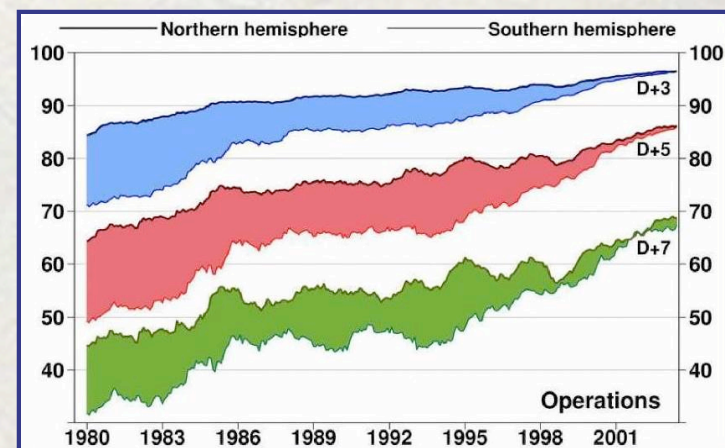 Northern hemisphere Southern hemisphere
100 100
D+3
90 90
80 80
D+5
70 70
D+7
60 60
50 50
40 40
Operations
1980 1983 1986 1989 1992 1995 1998 2001